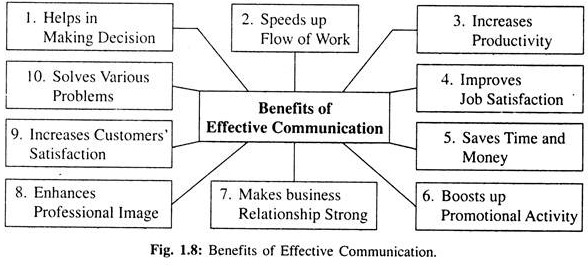 1. Helps in
Making Decision
2. Speeds up
Flow of Work
3. Increases
Productivity
10. Solves Various
Problems
Benefits of
Effective Communication
4. Improves
Job Satisfaction
9. Increases Customers'
Satisfaction
5. Saves Time and
Money
8. Enhances
Professional Image
7. Makes business
Relationship Strong
6. Boosts up
Promotional Activity
Fig. 1.8: Benefits of Effective Communication.